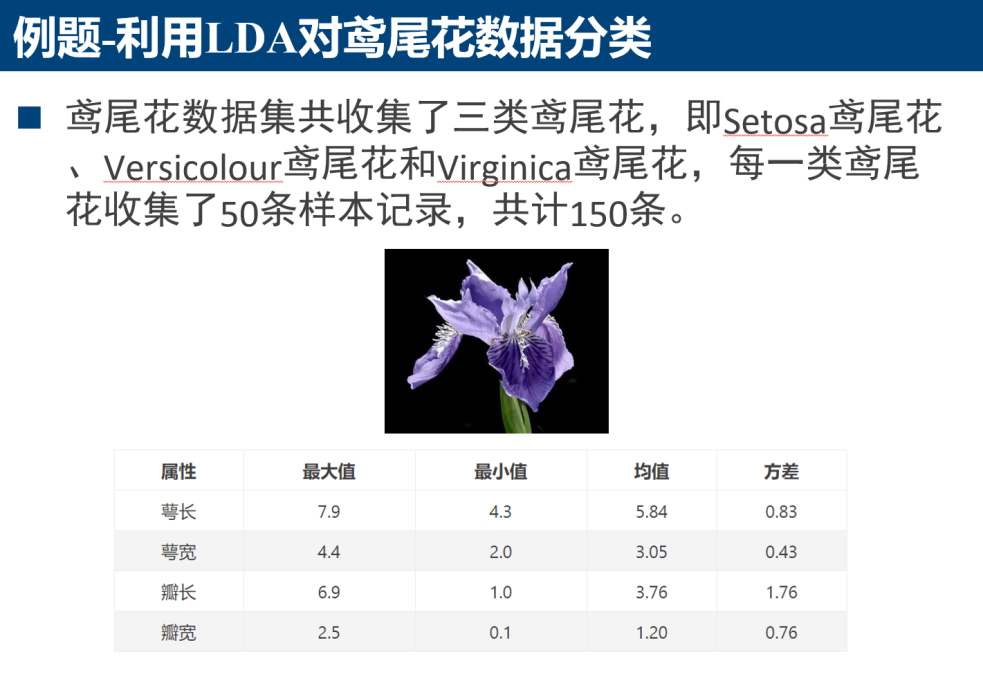 例题-利用LDA对鸢尾花数据分类
■ 鸢尾花数据集共收集了三类鸢尾花，即Setosa鸢尾花
、Versicolour鸢尾花和Virginica鸢尾花，每一类鸢尾
花收集了50条样本记录，共计150条。
属性 最大值 最小值 均值 方差
萼长 7.9 4.3 5.84 0.83
萼宽 4.4 2.0 3.05 0.43
瓣长 6.9 1.0 3.76 1.76
瓣宽 2.5 0.1 1.20 0.76